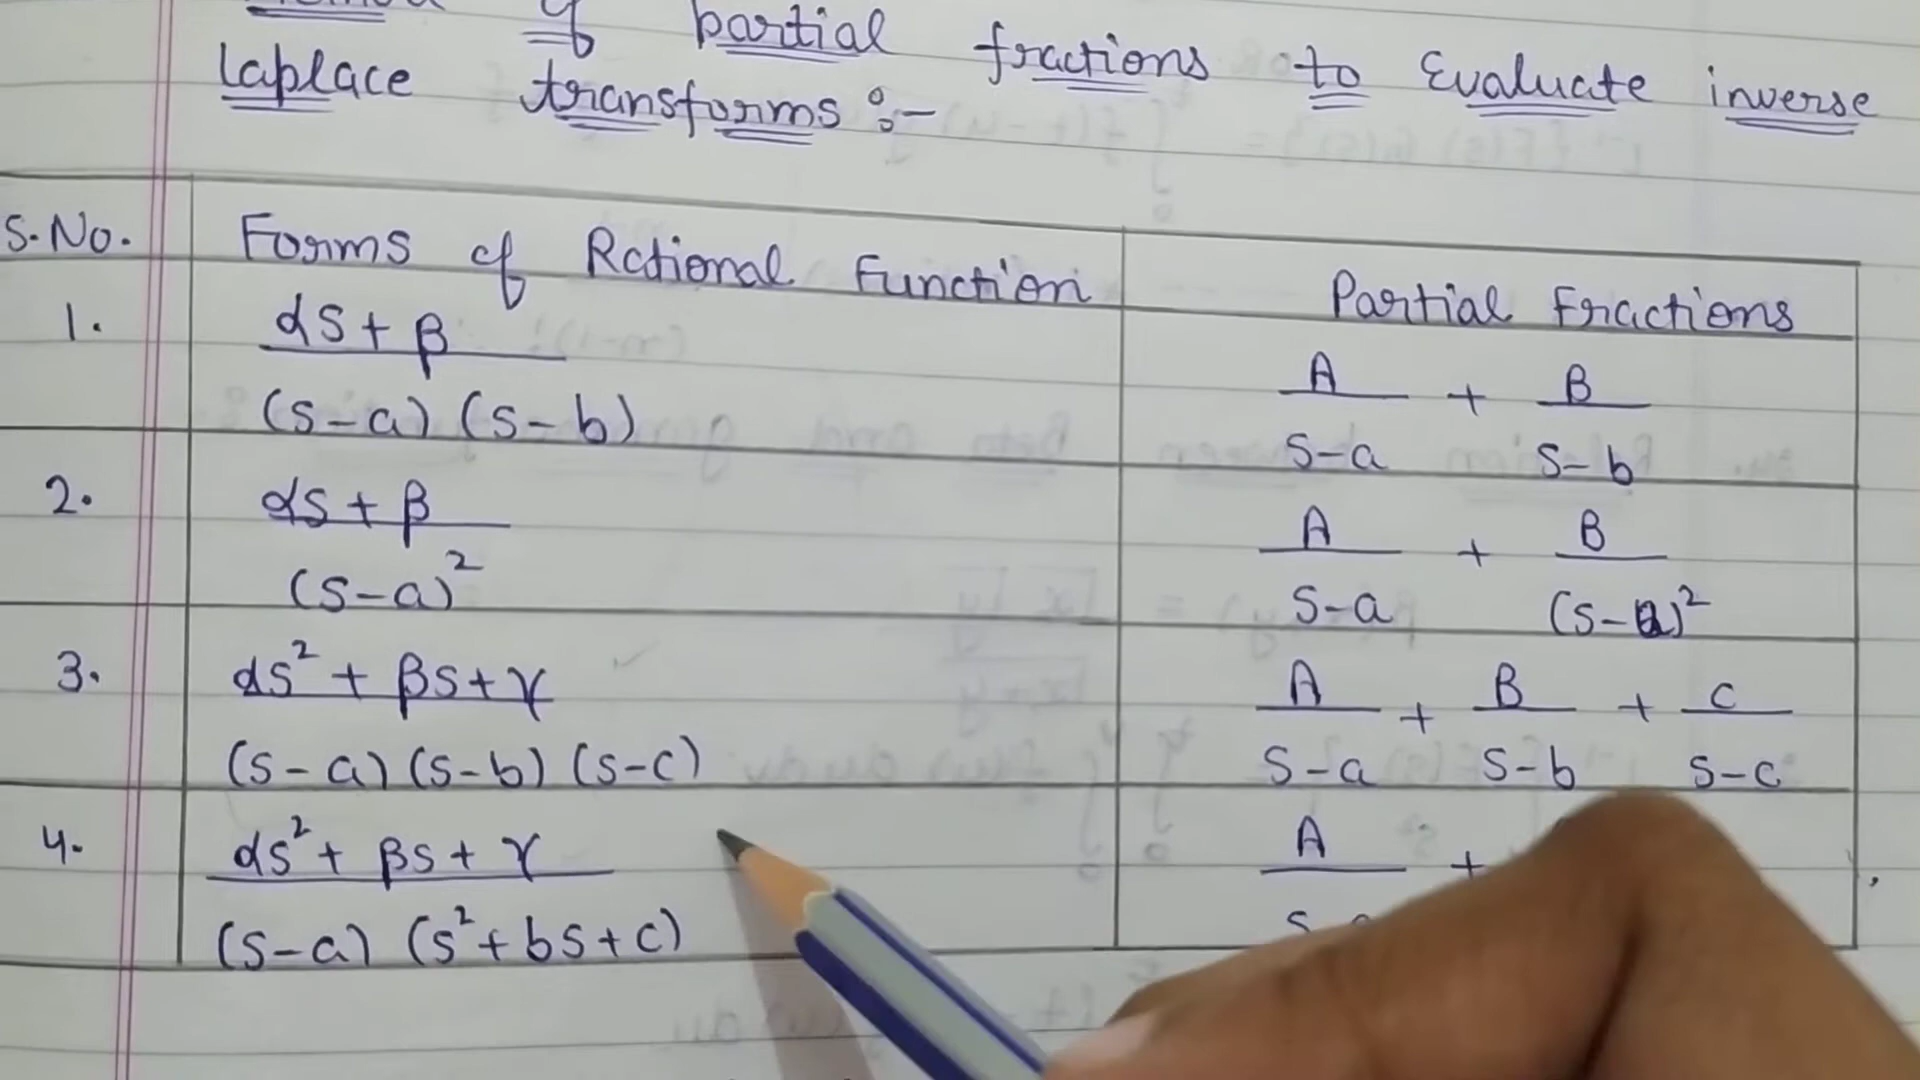 of partial fractions to Evaluate inverse
Laplace transforms :-
S.No. Forms of Rational Function Partial Fractions
1. αs + β / (s-a) (s-b) A / s-a + B / s-b
2. αs + β / (s-a)² A / s-a + B / (s-a)²
3. αs² + βs + γ / (s-a) (s-b) (s-c) A / s-a + B / s-b + C / s-c
4. αs² + βs + γ / (s-a) (s² + bs + c) A +